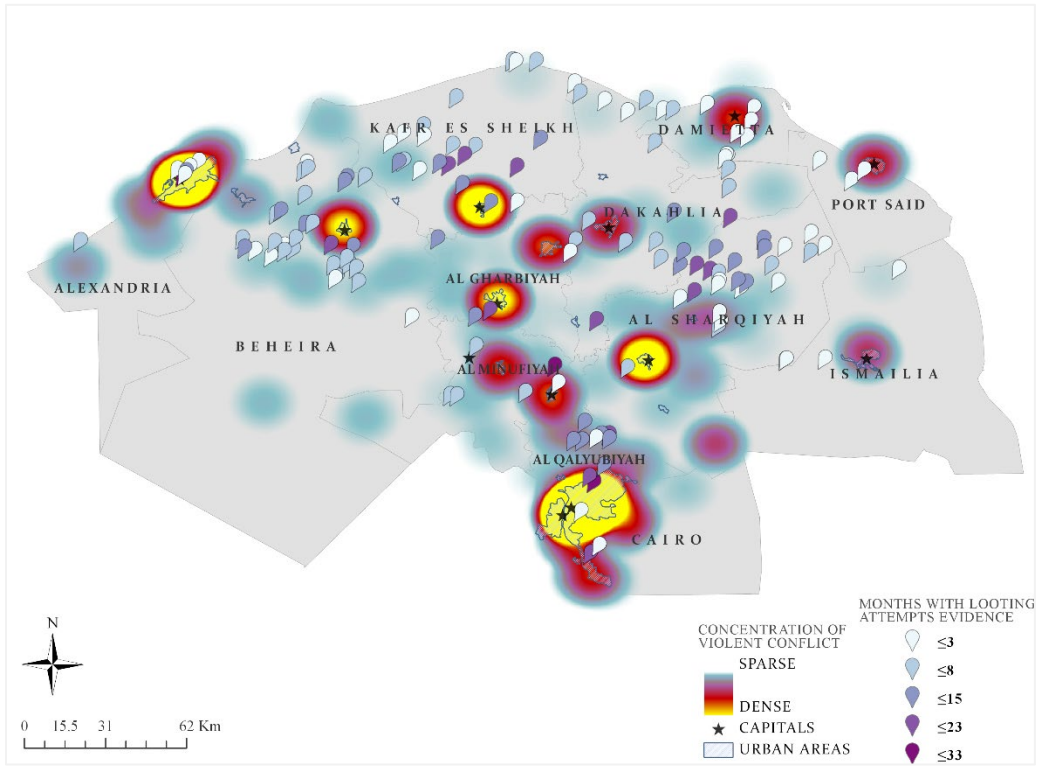 KAFR ES SHEIKH
DAMIETTA
PORT SAID
DAKAHLIA
ALEXANDRIA
AL GHARBIYAH
AL SHARQIYAH
BEHEIRA
AL MINUFIYAH
ISMAILIA
AL QALYUBIYAH
CAIRO
N
0 15.5 31 62 Km
CONCENTRATION OF
VIOLENT CONFLICT
SPARSE
DENSE
CAPITALS
URBAN AREAS
MONTHS WITH LOOTING
ATTEMPTS EVIDENCE
≤3
≤8
≤15
≤23
≤33